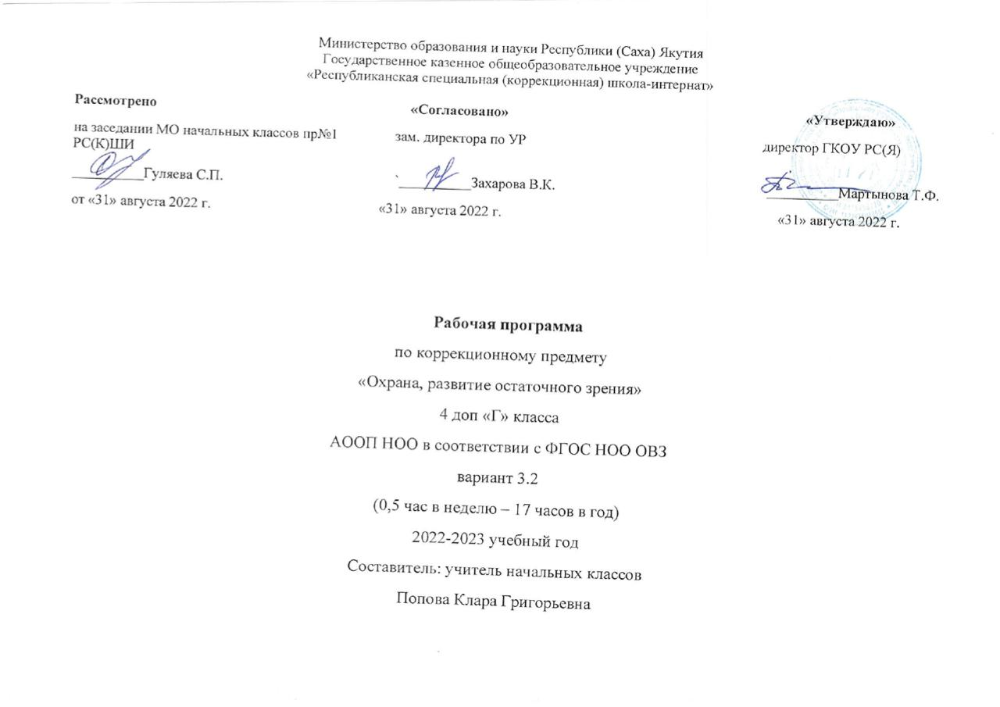 Министерство образования и науки Республики (Саха) Якутия
Государственное казенное общеобразовательное учреждение
«Республиканская специальная (коррекционная) школа-интернат»
Рассмотрено
на заседании МО начальных классов пр№1
РС(К)ШИ
__________Гуляева С.П.
от «31» августа 2022 г.
«Согласовано»
зам. директора по УР
__________Захарова В.К.
«31» августа 2022 г.
«Утверждаю»
директор ГКОУ РС(Я)
__________Мартынова Т.Ф.
«31» августа 2022 г.
Рабочая программа
по коррекционному предмету
«Охрана, развитие остаточного зрения»
4 доп «Г» класса
АООП НОО в соответствии с ФГОС НОО ОВЗ
вариант 3.2
(0,5 час в неделю – 17 часов в год)
2022-2023 учебный год
Составитель: учитель начальных классов
Попова Клара Григорьевна